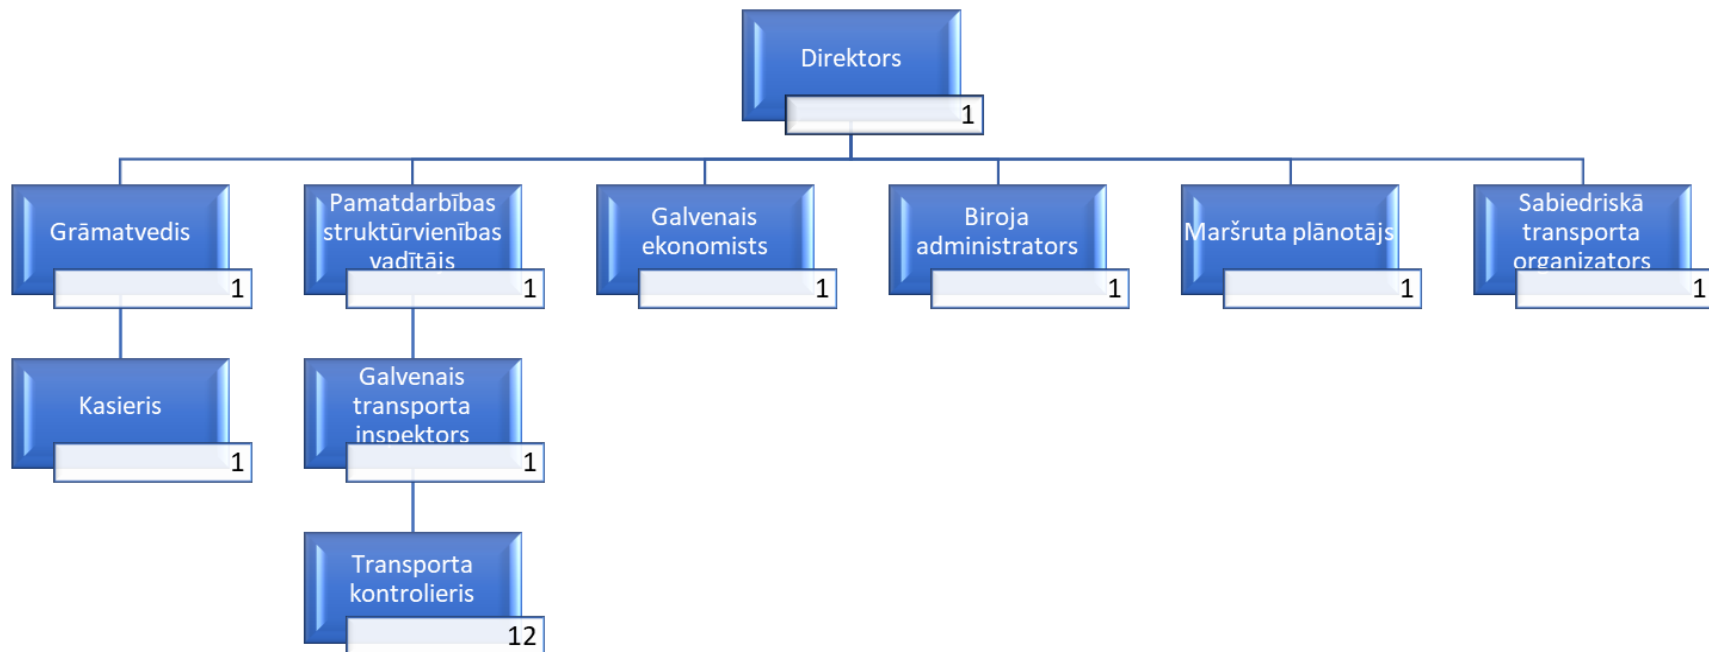 Direktors
1
Grāmatvedis
1
Pamatdarbības
struktūrvienības
vadītājs
1
Galvenais
ekonomists
1
Biroja
administrators
1
Maršruta plānotājs
1
Sabiedriskā
transporta
organizators
1
Kasieris
1
Galvenais
transporta
inspektors
1
Transporta
kontrolieris
12